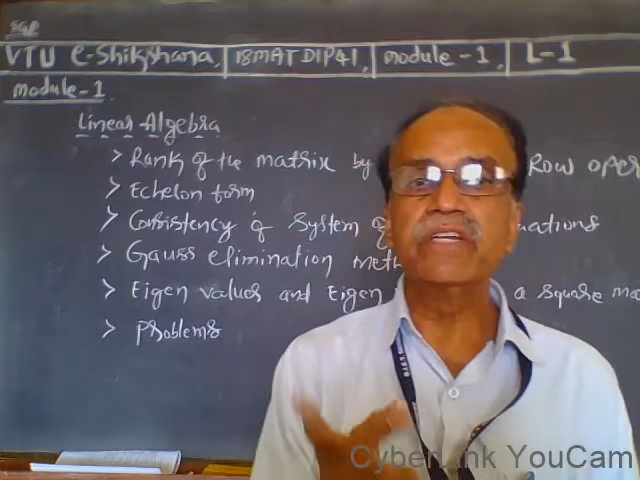 VTU e-Shikshana, 18MATDIP41, module-1, L-1
module-1
Linear Algebra
> Rank of the matrix by Row oper
> Echelon form
> Consistency of System of uations
> Gauss elimination meth
> Eigen values and Eigen a square ma
> Problems
CyberLink YouCam